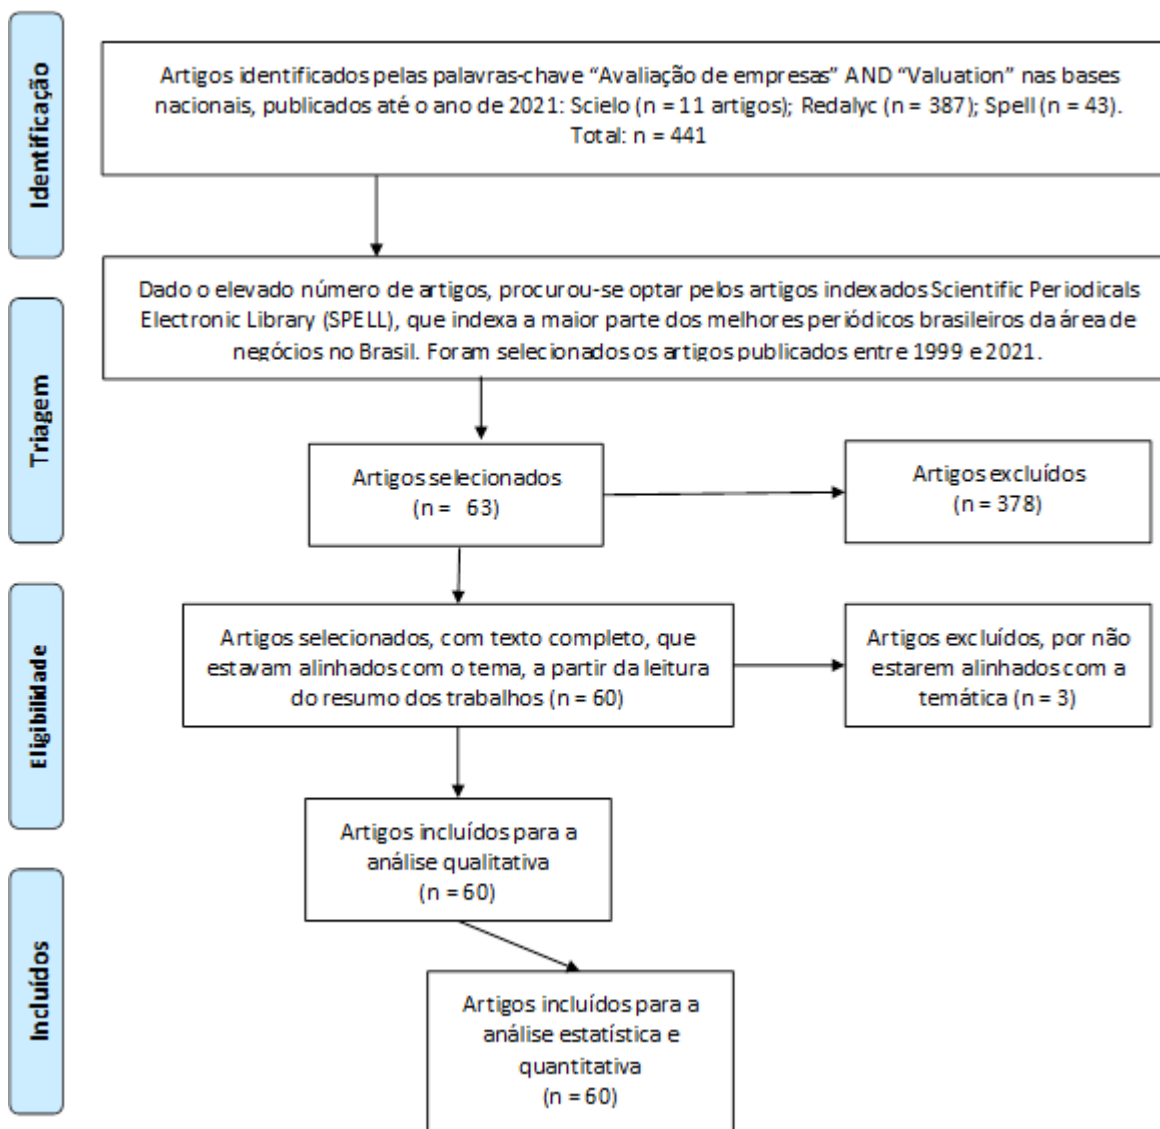 Identificação
Artigos identificados pelas palavras-chave “Avaliação de empresas” AND “Valuation” nas bases
nacionais, publicados até o ano de 2021: Scielo (n = 11 artigos); Redalyc (n = 387); Spell (n = 43).
Total: n = 441
Dado o elevado número de artigos, procurou-se optar pelos artigos indexados Scientific Periodicals
Electronic Library (SPELL), que indexa a maior parte dos melhores periódicos brasileiros da área de
negócios no Brasil. Foram selecionados os artigos publicados entre 1999 e 2021.
Triagem
Artigos selecionados
(n = 63)
Artigos excluídos
(n = 378)
Eligibilidade
Artigos selecionados, com texto completo, que
estavam alinhados com o tema, a partir da leitura
do resumo dos trabalhos (n = 60)
Artigos excluídos, por não
estarem alinhados com a
temática (n = 3)
Artigos incluídos para a
análise qualitativa
(n = 60)
Incluídos
Artigos incluídos para a
análise estatística e
quantitativa
(n = 60)